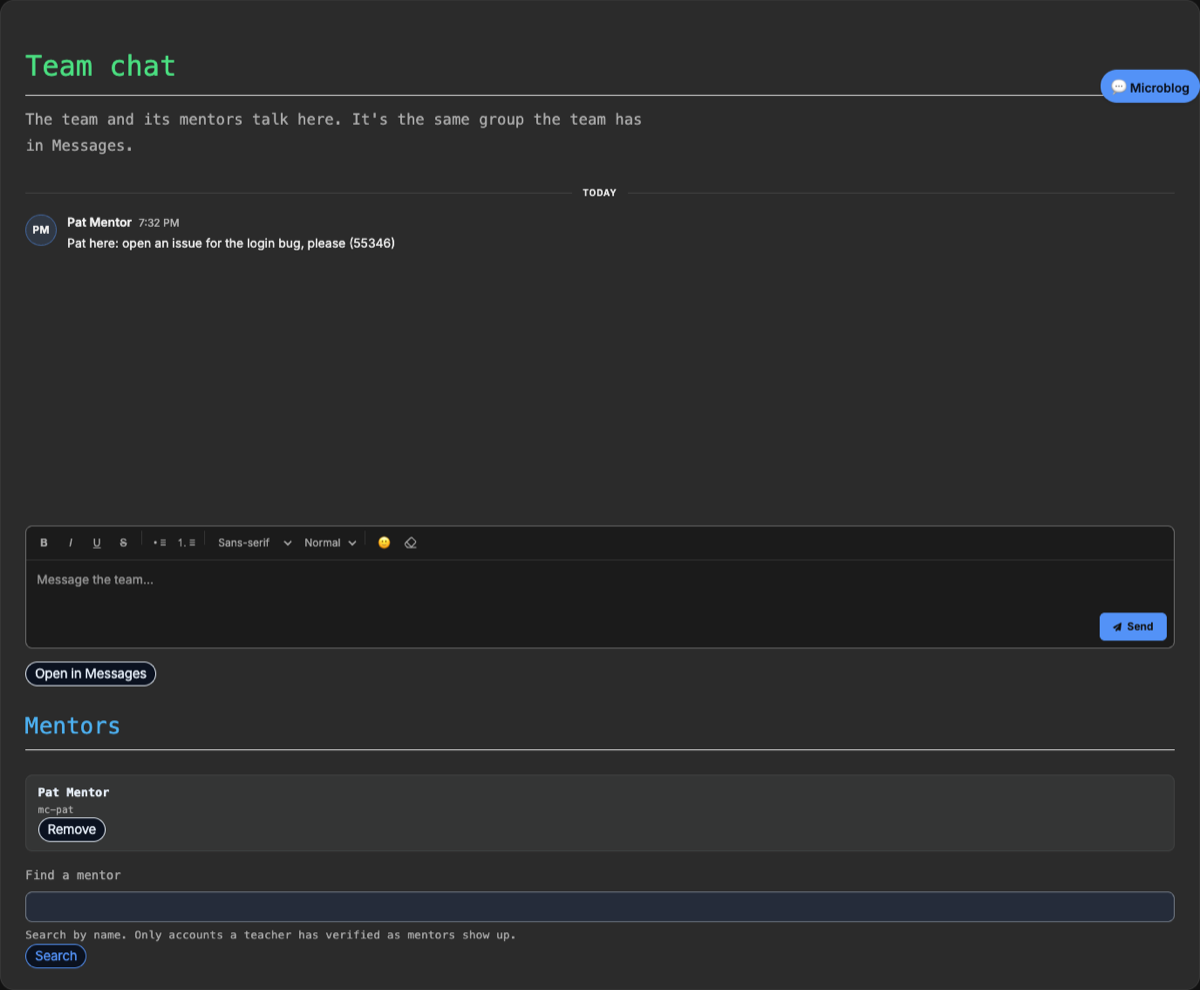 Team chat
💬 Microblog
The team and its mentors talk here. It's the same group the team has
in Messages.
TODAY
PM
Pat Mentor 7:32 PM
Pat here: open an issue for the login bug, please (55346)
B I U S 1. Sans-serif Normal 🙂
Message the team...
Send
Open in Messages
Mentors
Pat Mentor
mc-pat
Remove
Find a mentor
Search by name. Only accounts a teacher has verified as mentors show up.
Search